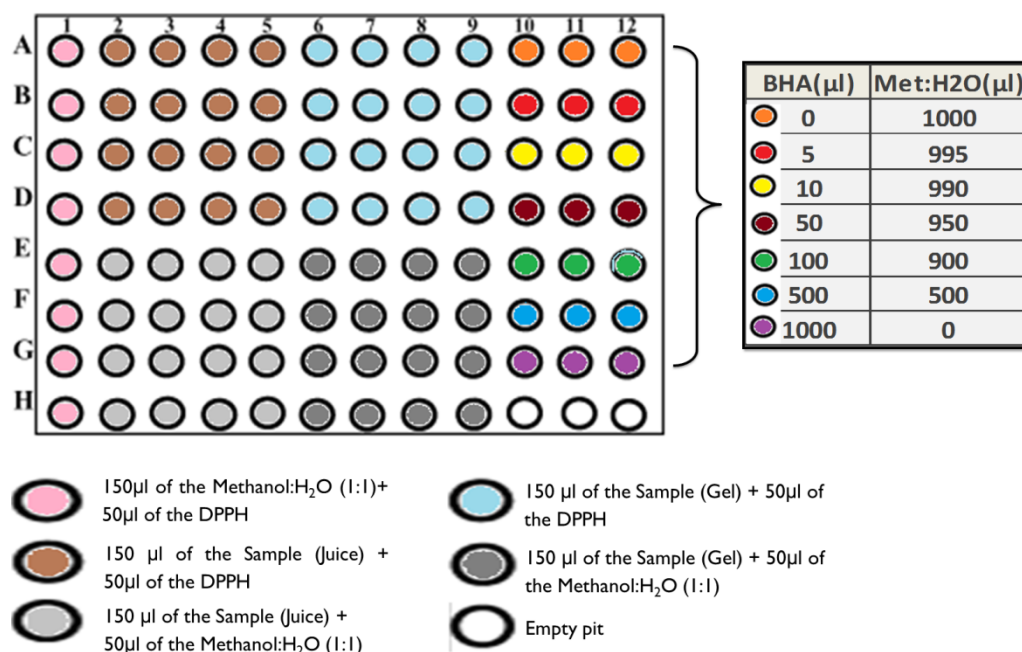 1 2 3 4 5 6 7 8 9 10 11 12
A
B
C
D
E
F
G
H
BHA(µl) Met:H2O(µl)
0 1000
5 995
10 990
50 950
100 900
500 500
1000 0
150µl of the Methanol:H₂O (1:1)+
50µl of the DPPH
150 µl of the Sample (Juice) +
50µl of the DPPH
150 µl of the Sample (Juice) +
50µl of the Methanol:H₂O (1:1)
150 µl of the Sample (Gel) + 50µl of
the DPPH
150 µl of the Sample (Gel) + 50µl of
the Methanol:H₂O (1:1)
Empty pit